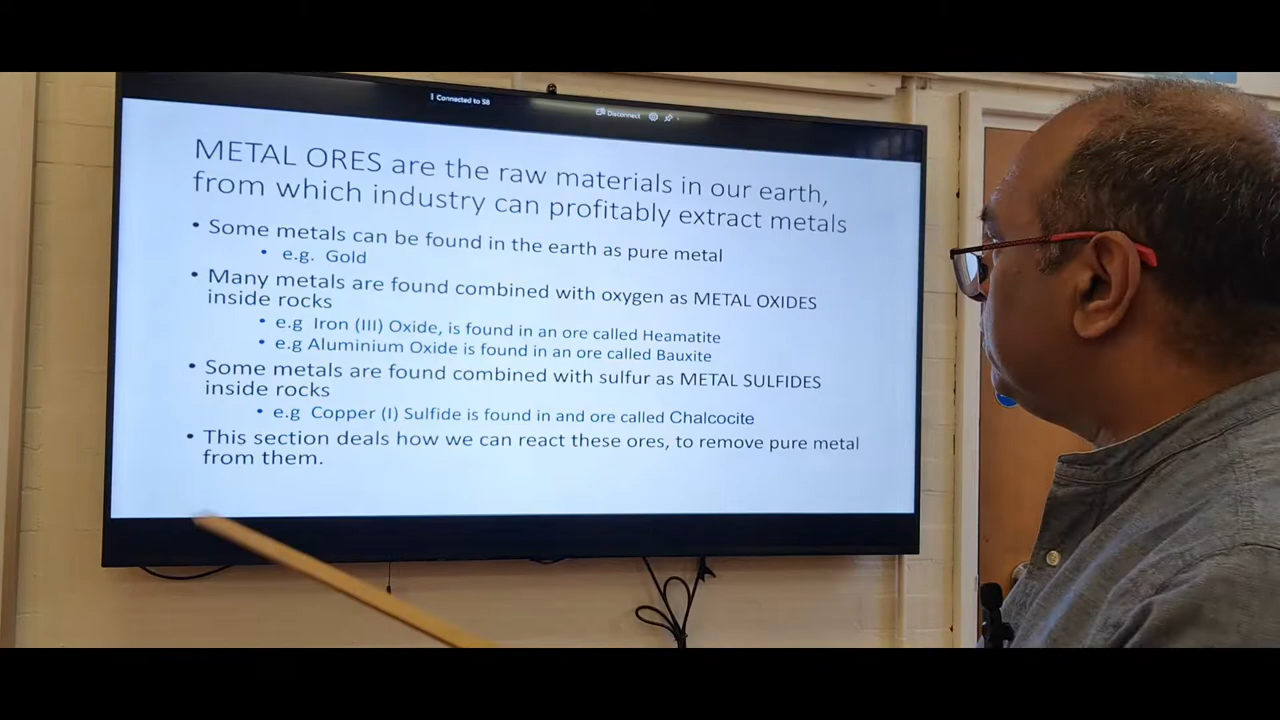 Connected to S8
Disconnect
METAL ORES are the raw materials in our earth,
from which industry can profitably extract metals
• Some metals can be found in the earth as pure metal
• e.g. Gold
• Many metals are found combined with oxygen as METAL OXIDES
inside rocks
• e.g Iron (III) Oxide, is found in an ore called Heamatite
• e.g Aluminium Oxide is found in an ore called Bauxite
• Some metals are found combined with sulfur as METAL SULFIDES
inside rocks
• e.g Copper (I) Sulfide is found in and ore called Chalcocite
• This section deals how we can react these ores, to remove pure metal
from them.